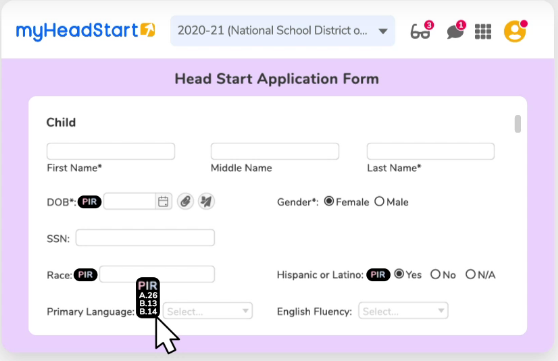 myHeadStart
2020-21 (National School District o...
3
1
Head Start Application Form
Child
First Name*
Middle Name
Last Name*
DOB*: PIR
Gender*: Female Male
SSN:
Race: PIR
Hispanic or Latino: PIR Yes No N/A
PIR
A.26
B.13
B.14
Primary Language: Select...
English Fluency: Select...